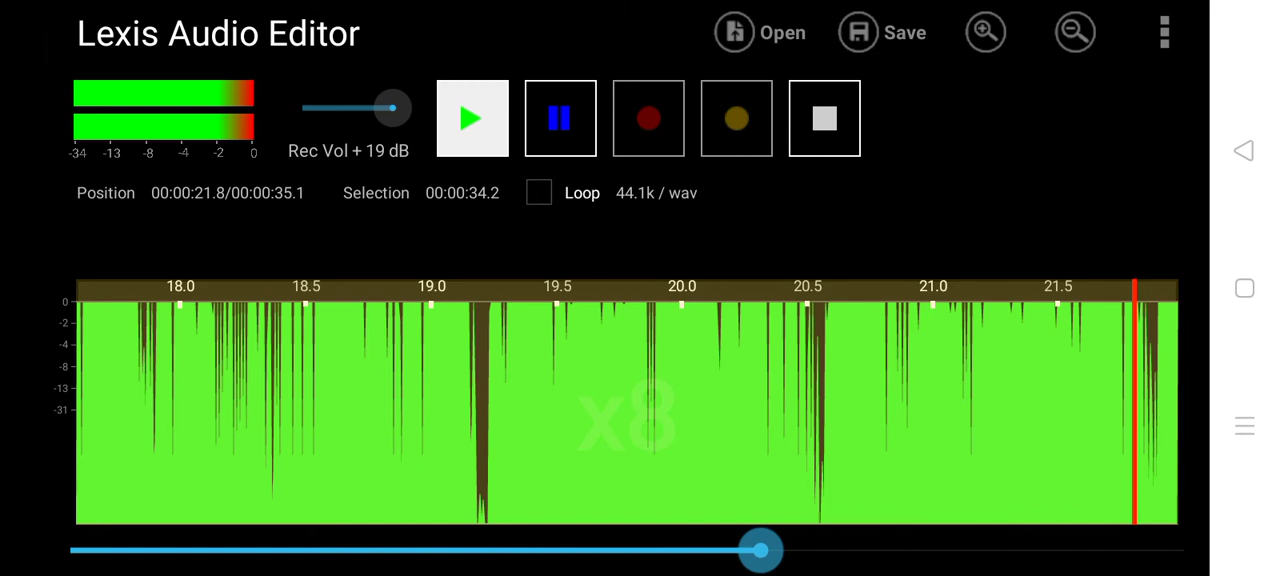 Lexis Audio Editor
Open
Save
-34 -13 -8 -4 -2 0
Rec Vol + 19 dB
Position 00:00:21.8/00:00:35.1 Selection 00:00:34.2 Loop 44.1k / wav
18.0 18.5 19.0 19.5 20.0 20.5 21.0 21.5
0
-2
-4
-8
-13
-31
x8